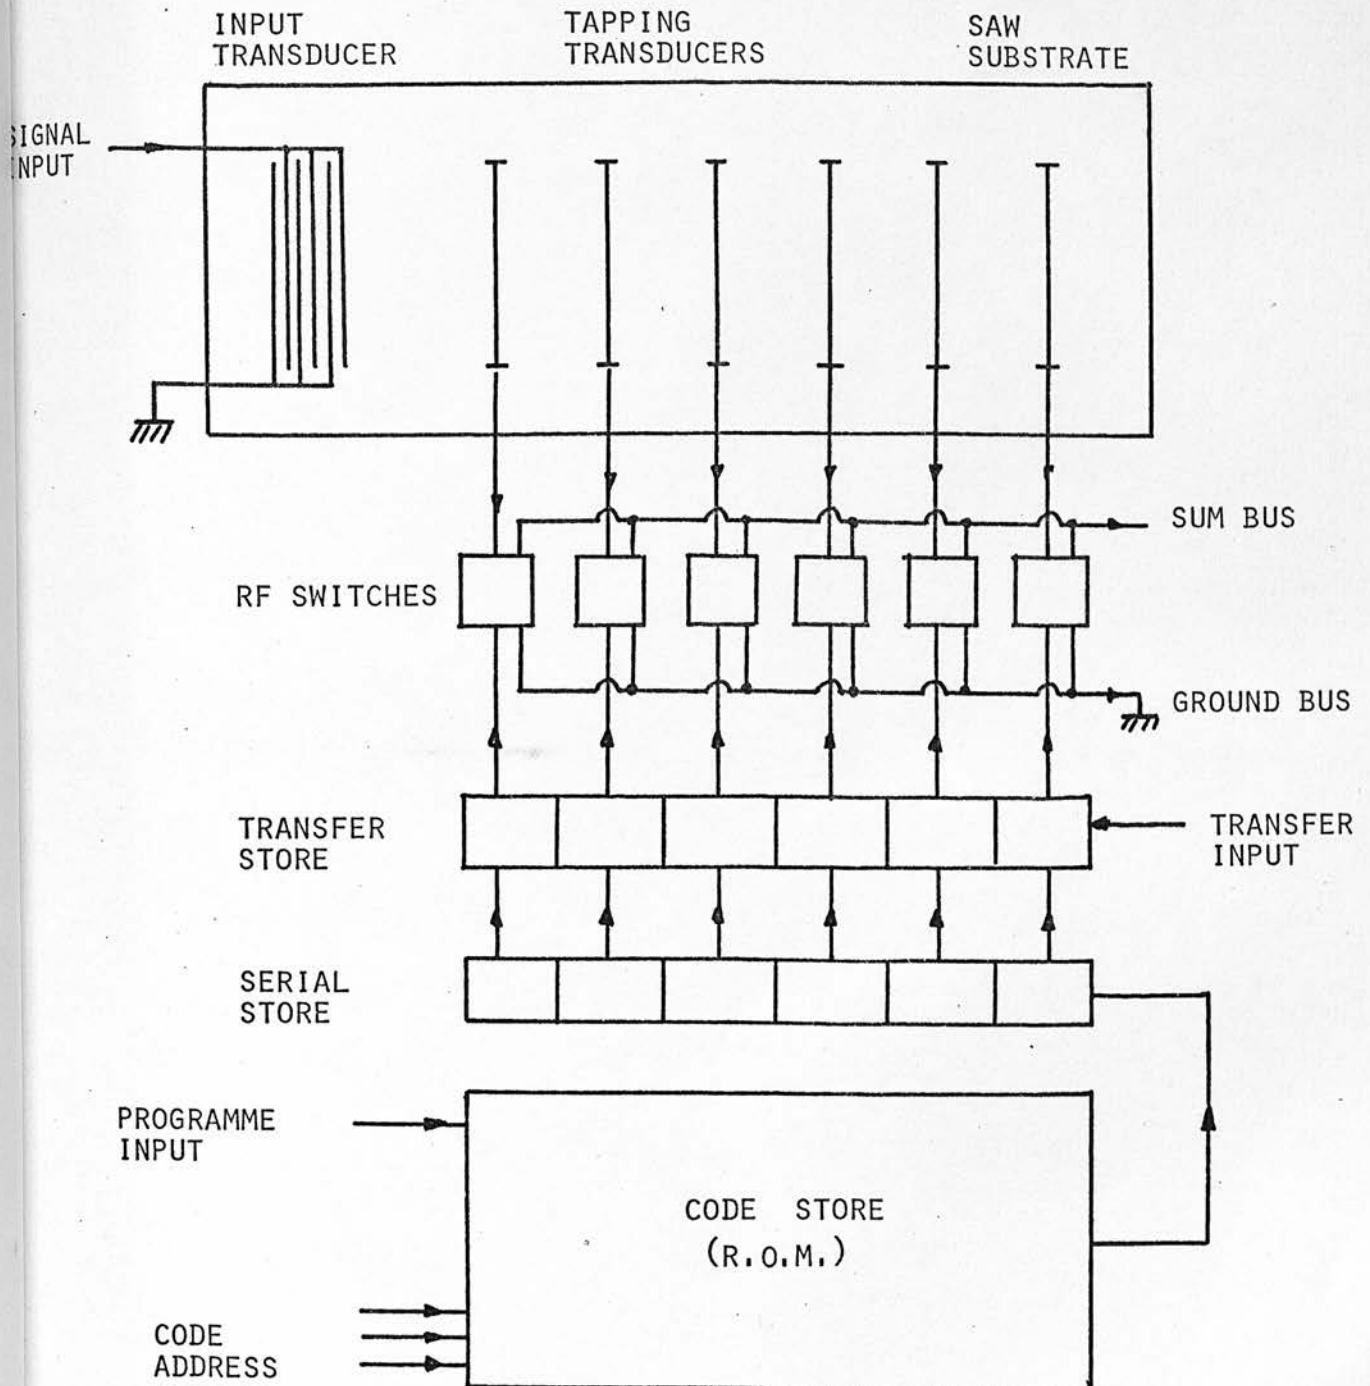 INPUT
TRANSDUCER
TAPPING
TRANSDUCERS
SAW
SUBSTRATE
SIGNAL
INPUT
SUM BUS
RF SWITCHES
GROUND BUS
TRANSFER
STORE
TRANSFER
INPUT
SERIAL
STORE
PROGRAMME
INPUT
CODE STORE
(R.O.M.)
CODE
ADDRESS